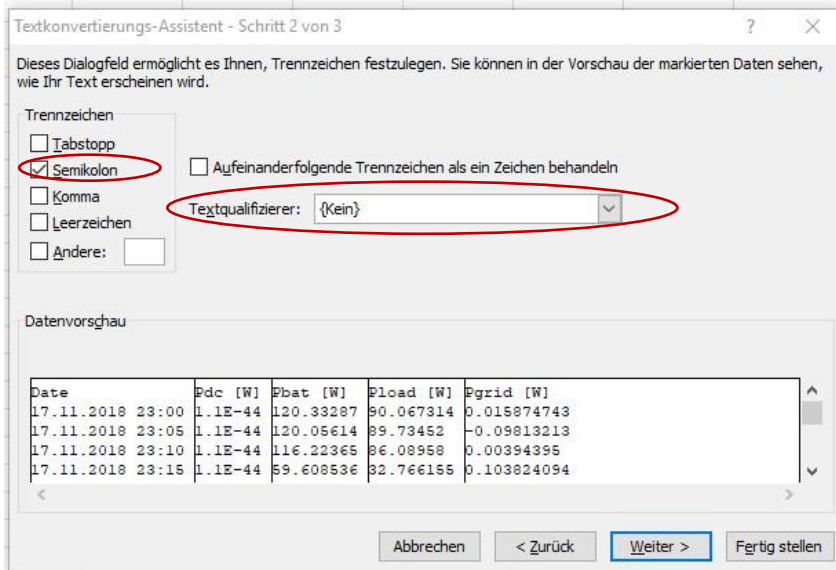 Textkonvertierungs-Assistent - Schritt 2 von 3
Dieses Dialogfeld ermöglicht es Ihnen, Trennzeichen festzulegen. Sie können in der Vorschau der markierten Daten sehen,
wie Ihr Text erscheinen wird.
Trennzeichen
Tabstopp
Semikolon
Komma
Leerzeichen
Andere:
Aufeinanderfolgende Trennzeichen als ein Zeichen behandeln
Textqualifizierer: {Kein}
Datenvorschau
Date Pdc [W] Pbat [W] Pload [W] Pgrid [W]
17.11.2018 23:00 1.1E-44 120.33287 90.067314 0.015874743
17.11.2018 23:05 1.1E-44 120.05614 89.73452 -0.09813213
17.11.2018 23:10 1.1E-44 116.22365 86.08958 0.00394395
17.11.2018 23:15 1.1E-44 59.608536 32.766155 0.103824094
Abbrechen < Zurück Weiter > Fertig stellen